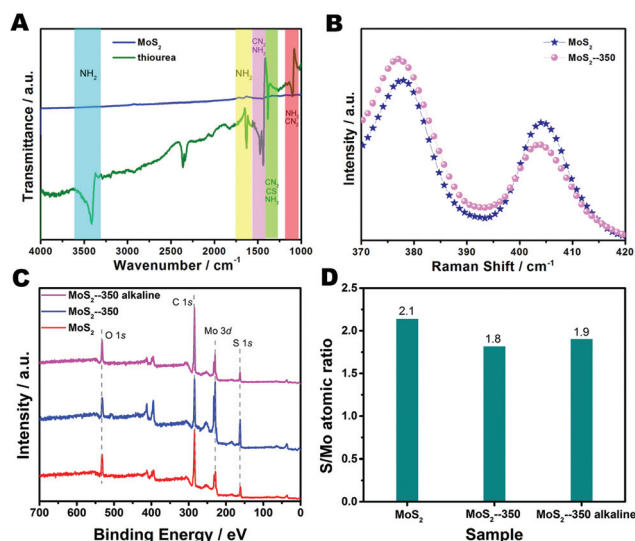 A
MoS2
thiourea
NH2
NH2
CN2
NH2
CN2
CS
NH2
NH2
CN2
Transmittance / a.u.
4000 3500 3000 2500 2000 1500 1000
Wavenumber / cm-1
B
MoS2
MoS2--350
Intensity / a.u.
370 380 390 400 410 420
Raman Shift / cm-1
C
MoS2--350 alkaline
MoS2--350
MoS2
O 1s
C 1s
Mo 3d
S 1s
Intensity / a.u.
700 600 500 400 300 200 100 0
Binding Energy / eV
D
2.5
2.0
1.5
1.0
0.5
0.0
2.1
1.8
1.9
S/Mo atomic ratio
MoS2 MoS2--350 MoS2--350 alkaline
Sample